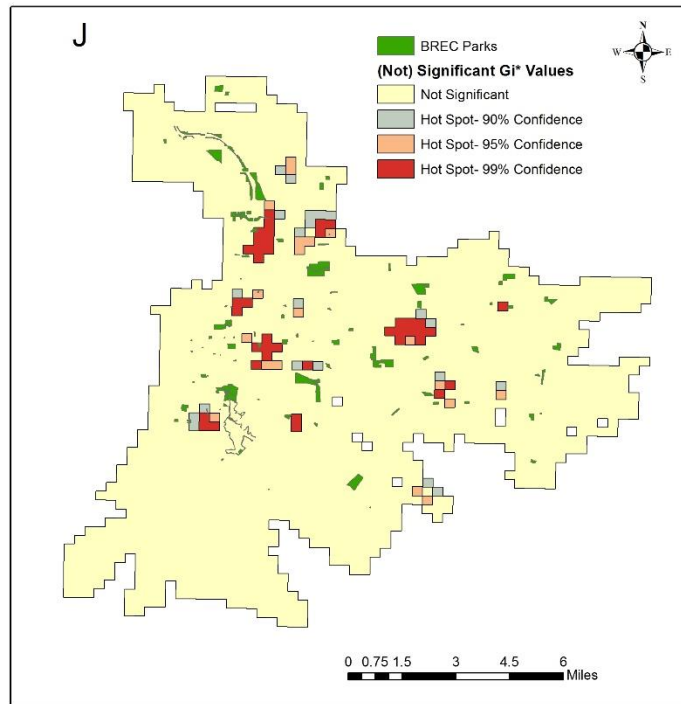 J
BREC Parks
(Not) Significant Gi* Values
Not Significant
Hot Spot- 90% Confidence
Hot Spot- 95% Confidence
Hot Spot- 99% Confidence
N
W E
S
0 0.75 1.5 3 4.5 6
Miles